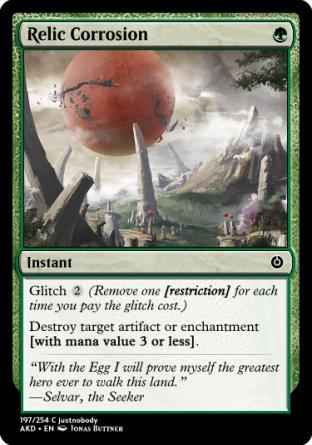 Relic Corrosion
Instant
Glitch 2 (Remove one [restriction] for each
time you pay the glitch cost.)
Destroy target artifact or enchantment
[with mana value 3 or less].
"With the Egg I will prove myself the greatest
hero ever to walk this land."
—Selvar, the Seeker
197/254 C justnobody
AKD • EN Jonas Buttner